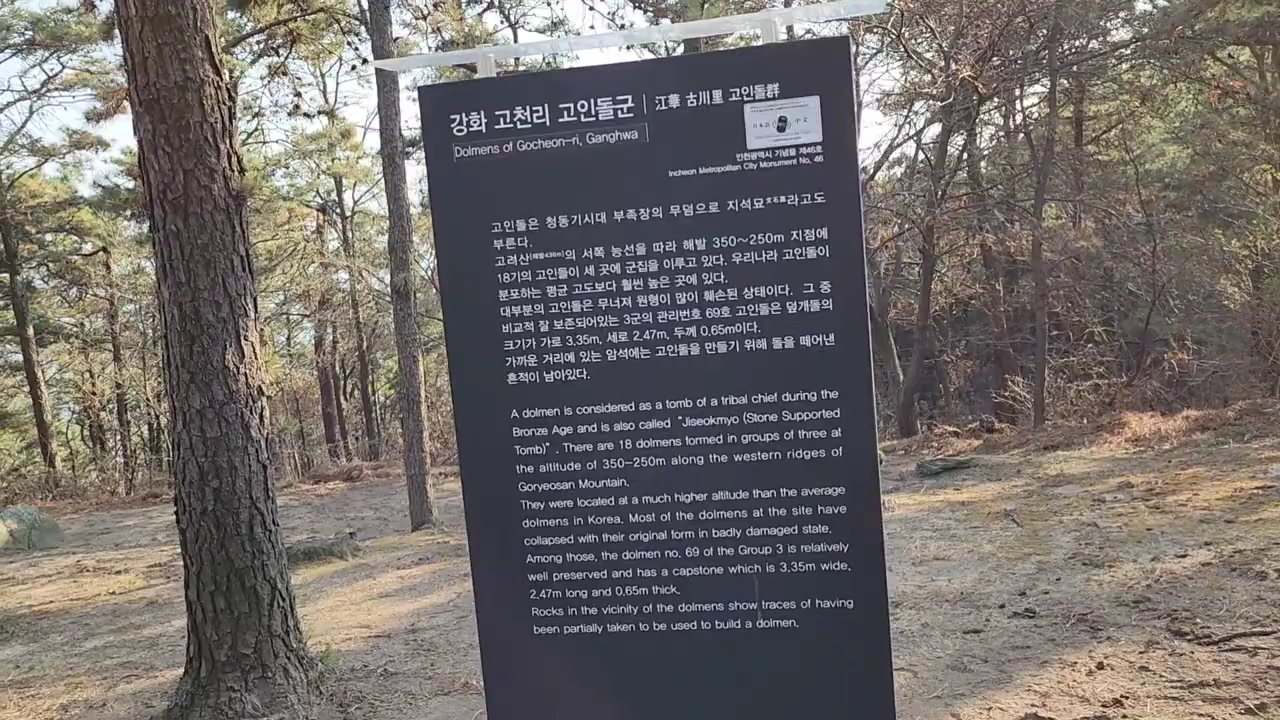 강화 고천리 고인돌군 | 江華 古川里 고인돌群
Dolmens of Gocheon-ri, Ganghwa
日本語 中文
인천광역시 기념물 제46호
Incheon Metropolitan City Monument No. 46
고인돌은 청동기시대 부족장의 무덤으로 지석묘支石墓라고도
부른다.
고려산(해발436m)의 서쪽 능선을 따라 해발 350~250m 지점에
18기의 고인돌이 세 곳에 군집을 이루고 있다. 우리나라 고인돌이
분포하는 평균 고도보다 훨씬 높은 곳에 있다.
대부분의 고인돌은 무너져 원형이 많이 훼손된 상태이다. 그 중
비교적 잘 보존되어있는 3군의 관리번호 69호 고인돌은 덮개돌의
크기가 가로 3.35m, 세로 2.47m, 두께 0.65m이다.
가까운 거리에 있는 암석에는 고인돌을 만들기 위해 돌을 떼어낸
흔적이 남아있다.
A dolmen is considered as a tomb of a tribal chief during the
Bronze Age and is also called “Jiseokmyo (Stone Supported
Tomb)”. There are 18 dolmens formed in groups of three at
the altitude of 350-250m along the western ridges of
Goryeosan Mountain.
They were located at a much higher altitude than the average
dolmens in Korea. Most of the dolmens at the site have
collapsed with their original form in badly damaged state.
Among those, the dolmen no. 69 of the Group 3 is relatively
well preserved and has a capstone which is 3.35m wide,
2.47m long and 0.65m thick.
Rocks in the vicinity of the dolmens show traces of having
been partially taken to be used to build a dolmen.